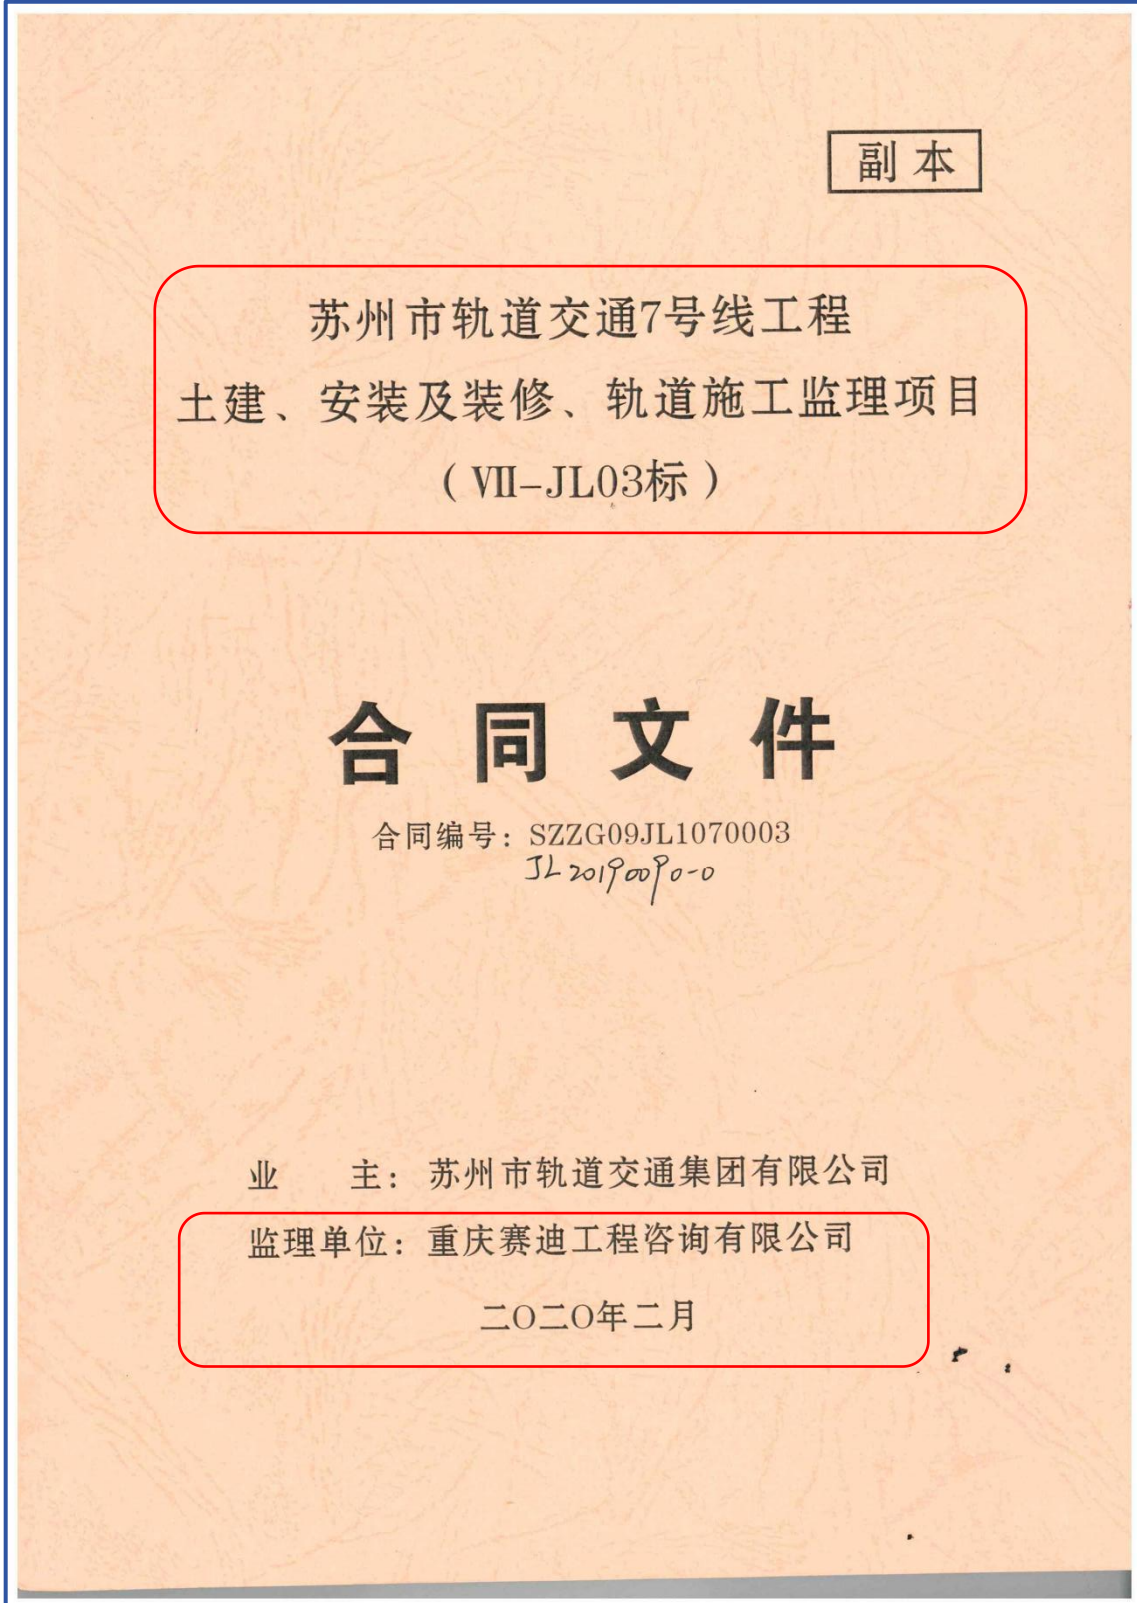 副本
苏州市轨道交通7号线工程
土建、安装及装修、轨道施工监理项目
（Ⅶ-JL03标）
合同文件
合同编号：SZZG09JL1070003
JL20190090-0
业　　主：苏州市轨道交通集团有限公司
监理单位：重庆赛迪工程咨询有限公司
二〇二〇年二月